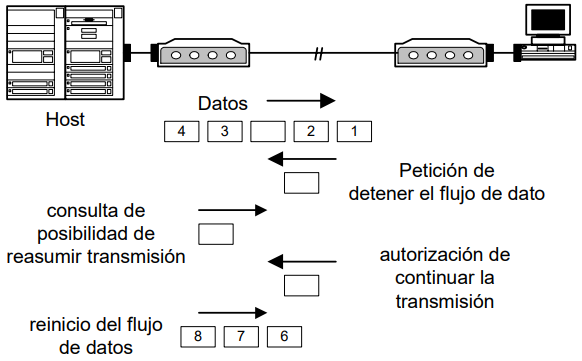 Host
Datos
4 3 2 1
Petición de
detener el flujo de dato
consulta de
posibilidad de
reasumir transmisión
autorización de
continuar la
transmisión
reinicio del flujo
de datos
8 7 6